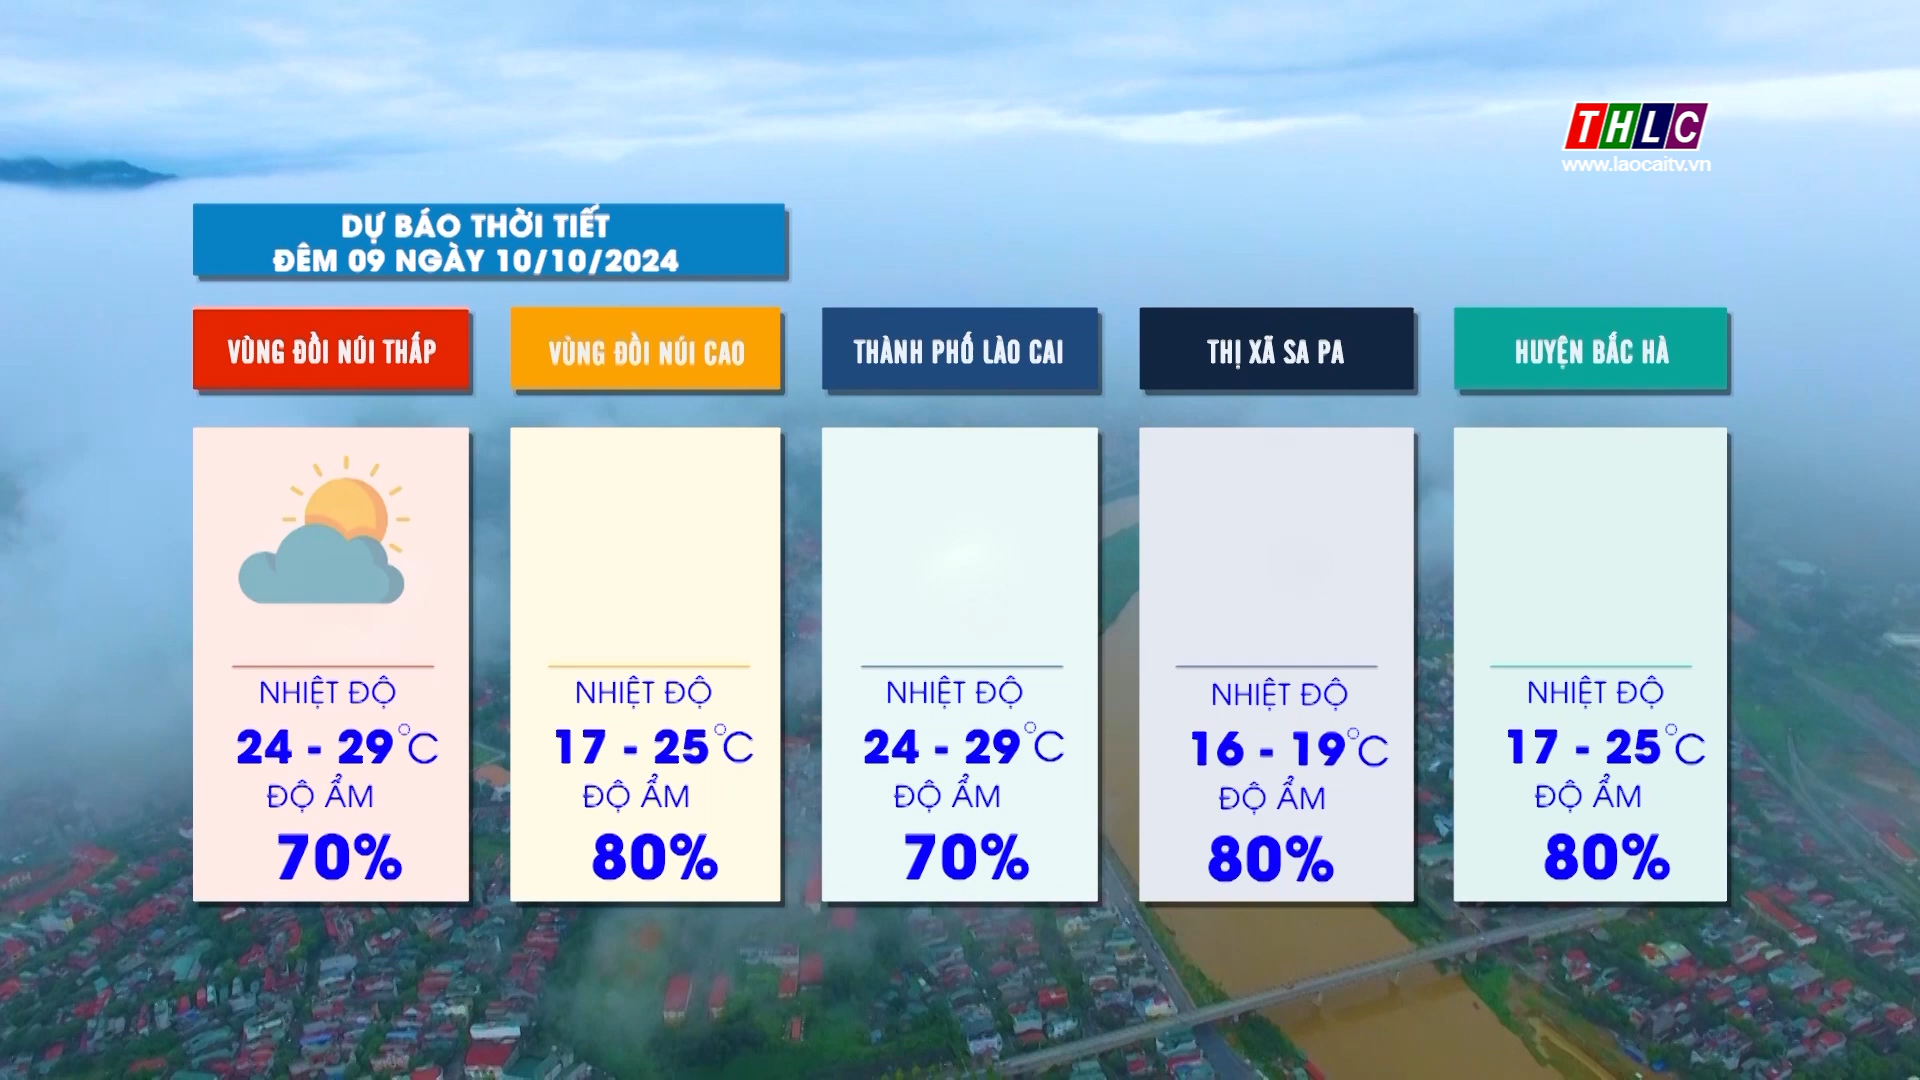 THLC
www.laocaitv.vn
DỰ BÁO THỜI TIẾT
ĐÊM 09 NGÀY 10/10/2024
VÙNG ĐỒI NÚI THẤP
VÙNG ĐỒI NÚI CAO
THÀNH PHỐ LÀO CAI
THỊ XÃ SA PA
HUYỆN BẮC HÀ
NHIỆT ĐỘ
24 - 29°C
ĐỘ ẨM
70%
NHIỆT ĐỘ
17 - 25°C
ĐỘ ẨM
80%
NHIỆT ĐỘ
24 - 29°C
ĐỘ ẨM
70%
NHIỆT ĐỘ
16 - 19°C
ĐỘ ẨM
80%
NHIỆT ĐỘ
17 - 25°C
ĐỘ ẨM
80%